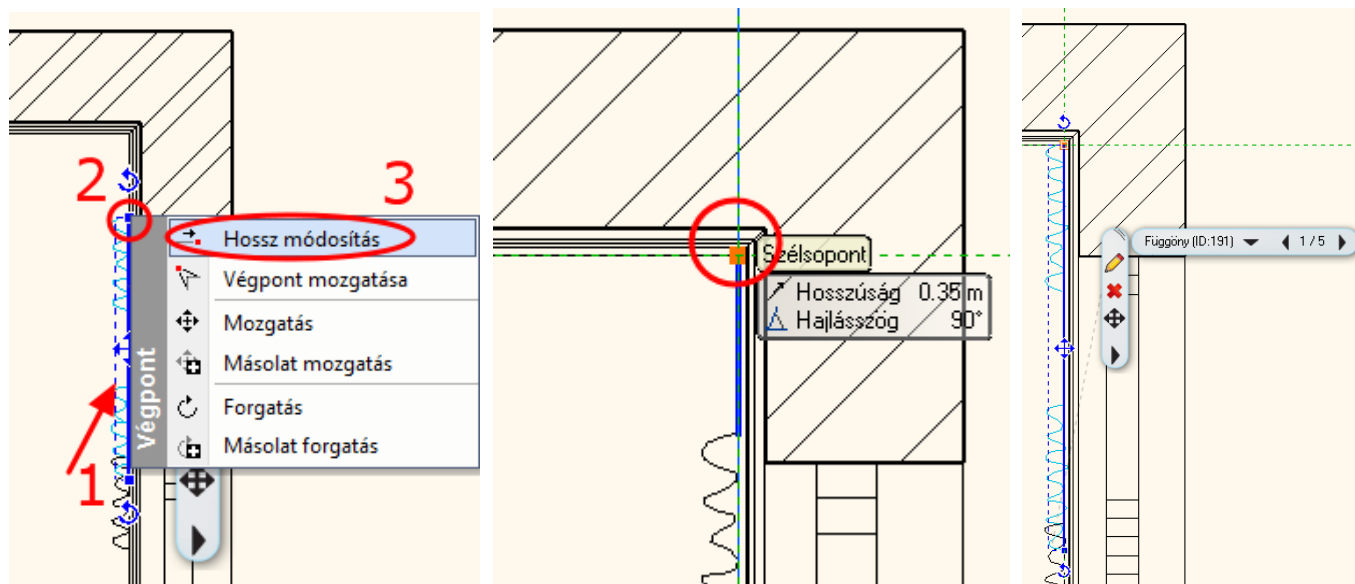 2
3
Hossz módosítás
Végpont mozgatása
Mozgatás
Másolat mozgatás
Forgatás
Másolat forgatás
Végpont
1
Szélsopont
Hosszúság 0.35 m
Hajlásszög 90°
Függöny (ID:191) 1 / 5